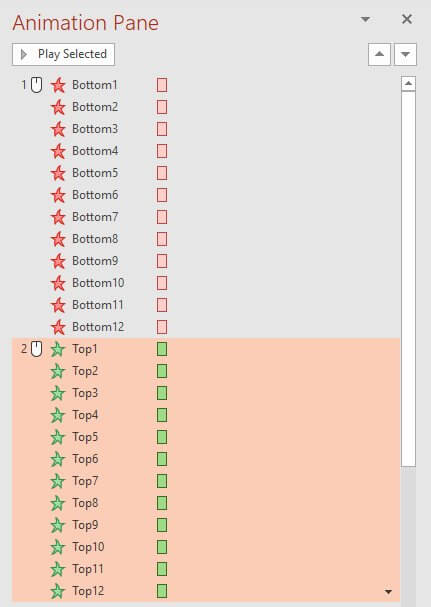 Animation Pane
Play Selected
1 Bottom1
Bottom2
Bottom3
Bottom4
Bottom5
Bottom6
Bottom7
Bottom8
Bottom9
Bottom10
Bottom11
Bottom12
2 Top1
Top2
Top3
Top4
Top5
Top6
Top7
Top8
Top9
Top10
Top11
Top12